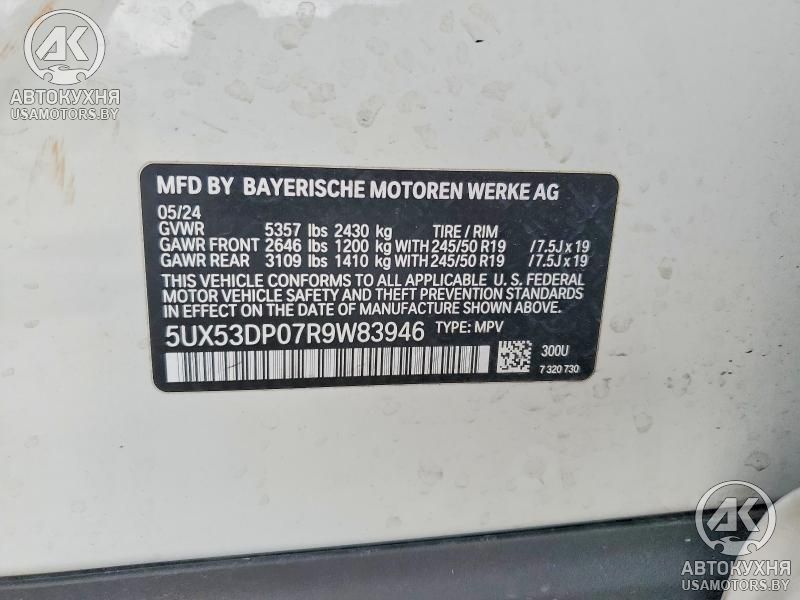 АК
АВТОКУХНЯ
USAMOTORS.BY
MFD BY BAYERISCHE MOTOREN WERKE AG
05/24
GVWR 5357 lbs 2430 kg TIRE / RIM
GAWR FRONT 2646 lbs 1200 kg WITH 245/50 R19 /7.5J x 19
GAWR REAR 3109 lbs 1410 kg WITH 245/50 R19 /7.5J x 19
THIS VEHICLE CONFORMS TO ALL APPLICABLE U. S. FEDERAL
MOTOR VEHICLE SAFETY AND THEFT PREVENTION STANDARDS
IN EFFECT ON THE DATE OF MANUFACTURE SHOWN ABOVE.
5UX53DP07R9W83946 TYPE: MPV
300U
7 320 730
АК
АВТОКУХНЯ
USAMOTORS.BY